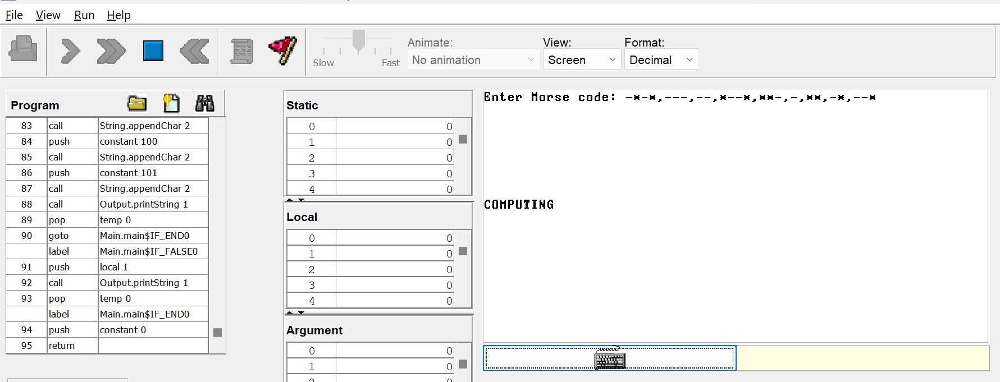 File View Run Help
Slow Fast
Animate: View: Format:
No animation Screen Decimal
Program
83 call String.appendChar 2
84 push constant 100
85 call String.appendChar 2
86 push constant 101
87 call String.appendChar 2
88 call Output.printString 1
89 pop temp 0
90 goto Main.main$IF_END0
label Main.main$IF_FALSE0
91 push local 1
92 call Output.printString 1
93 pop temp 0
label Main.main$IF_END0
94 push constant 0
95 return
Static
0 0
1 0
2 0
3 0
4 0
Local
0 0
1 0
2 0
3 0
4 0
Argument
0 0
1 0
Enter Morse code: -*-*,---,--,*--*,**-,-,**,-*,--*
COMPUTING